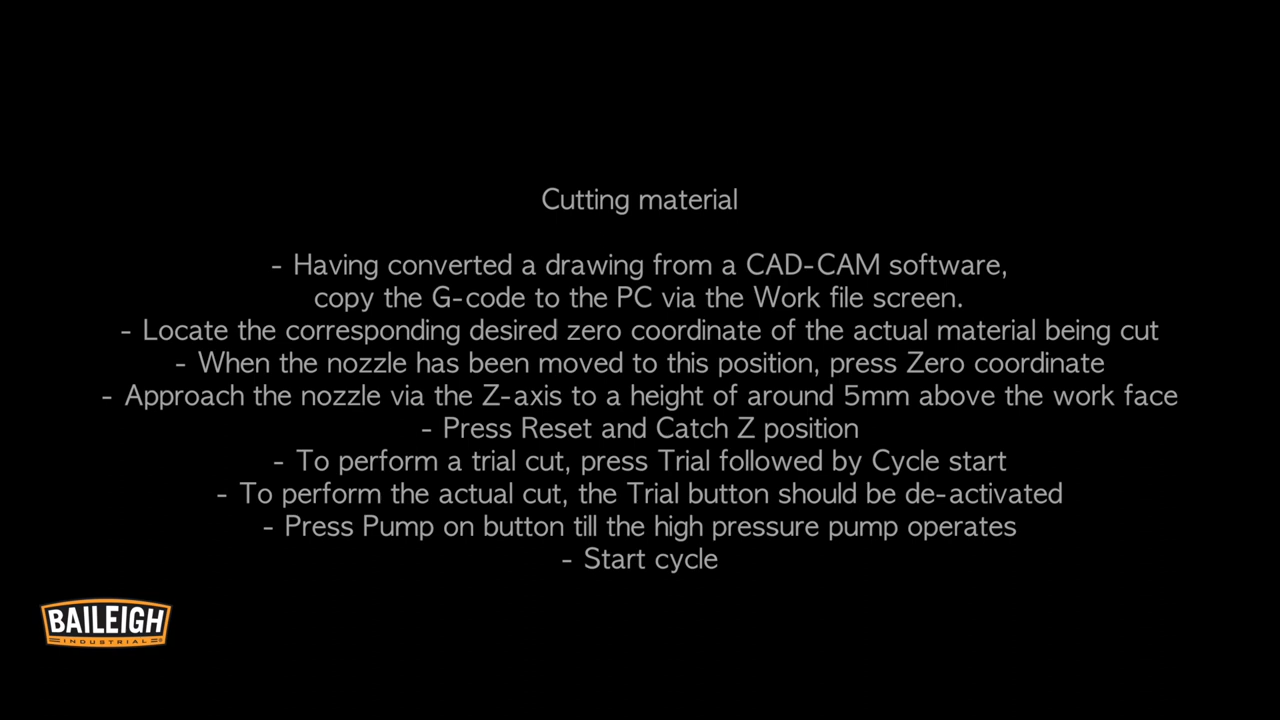 Cutting material
- Having converted a drawing from a CAD-CAM software,
copy the G-code to the PC via the Work file screen.
- Locate the corresponding desired zero coordinate of the actual material being cut
- When the nozzle has been moved to this position, press Zero coordinate
- Approach the nozzle via the Z-axis to a height of around 5mm above the work face
- Press Reset and Catch Z position
- To perform a trial cut, press Trial followed by Cycle start
- To perform the actual cut, the Trial button should be de-activated
- Press Pump on button till the high pressure pump operates
- Start cycle
BAILEIGH
INDUSTRIAL